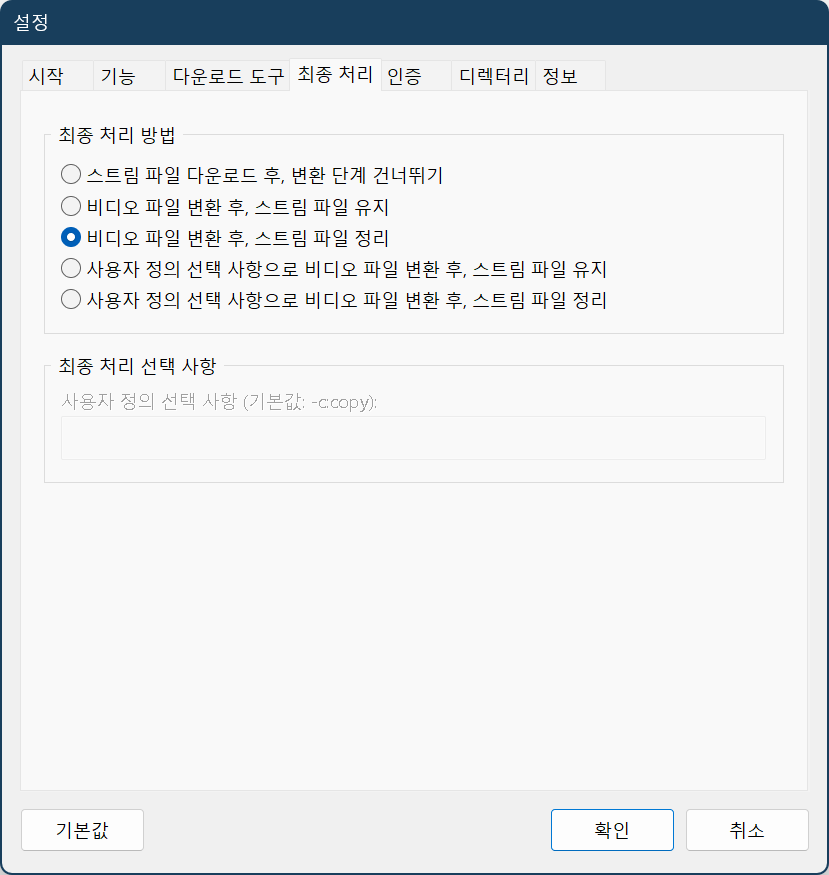 설정
시작 기능 다운로드 도구 최종 처리 인증 디렉터리 정보
최종 처리 방법
스트림 파일 다운로드 후, 변환 단계 건너뛰기
비디오 파일 변환 후, 스트림 파일 유지
비디오 파일 변환 후, 스트림 파일 정리
사용자 정의 선택 사항으로 비디오 파일 변환 후, 스트림 파일 유지
사용자 정의 선택 사항으로 비디오 파일 변환 후, 스트림 파일 정리
최종 처리 선택 사항
사용자 정의 선택 사항 (기본값: -c:copy):
기본값 확인 취소